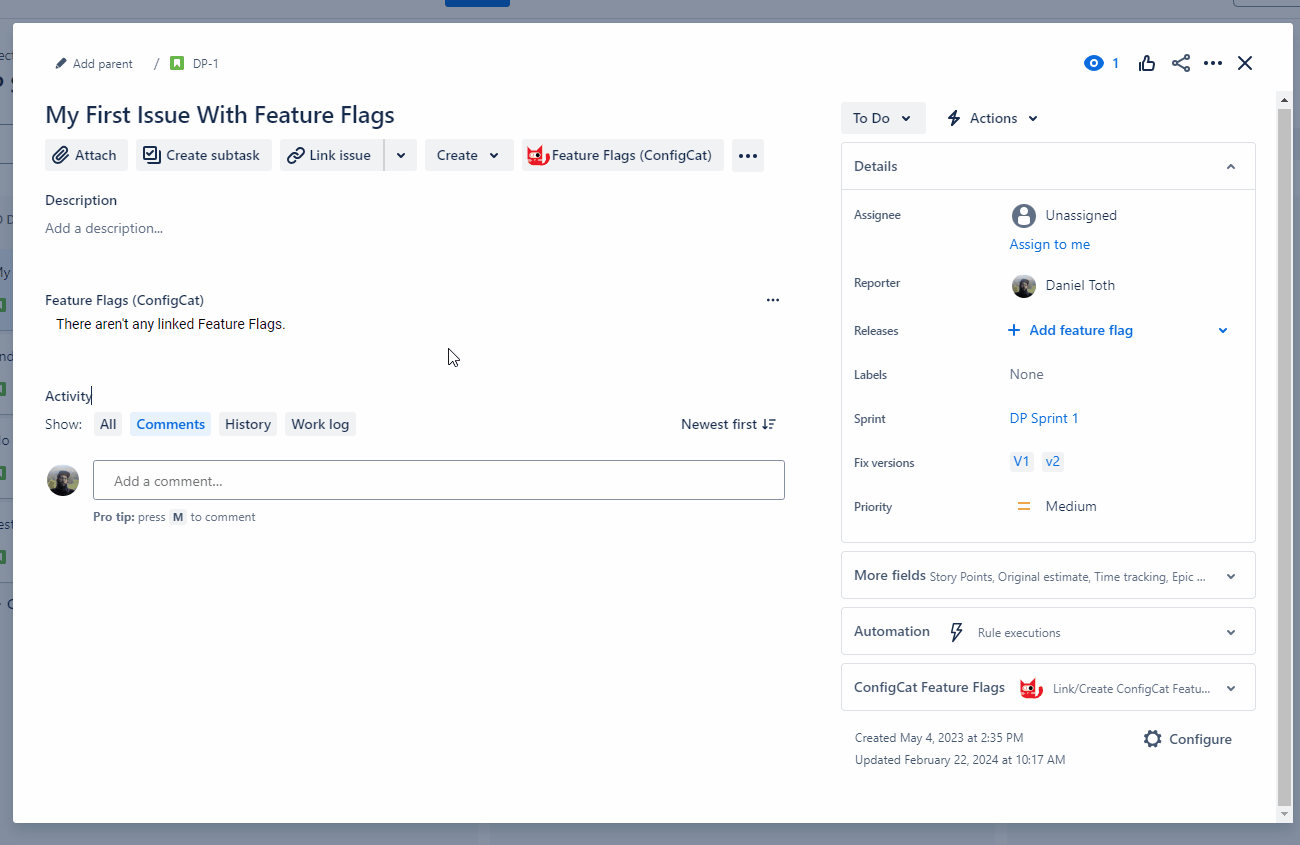 Add parent / DP-1
1
My First Issue With Feature Flags
Attach
Create subtask
Link issue
Create
Feature Flags (ConfigCat)
Description
Add a description...
Feature Flags (ConfigCat)
There aren't any linked Feature Flags.
Activity
Show: All Comments History Work log
Newest first
Add a comment...
Pro tip: press M to comment
To Do
Actions
Details
Assignee
Unassigned
Assign to me
Reporter
Daniel Toth
Releases
Add feature flag
Labels
None
Sprint
DP Sprint 1
Fix versions
V1 v2
Priority
Medium
More fields Story Points, Original estimate, Time tracking, Epic ...
Automation Rule executions
ConfigCat Feature Flags Link/Create ConfigCat Featu...
Created May 4, 2023 at 2:35 PM
Updated February 22, 2024 at 10:17 AM
Configure